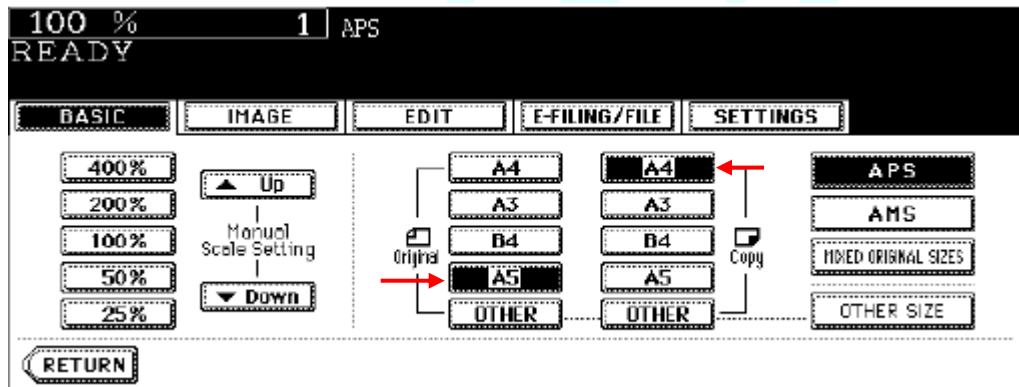 100 % 1 APS
READY
BASIC IMAGE EDIT E-FILING/FILE SETTINGS
400%
200%
100%
50%
25%
▲ Up
Manual
Scale Setting
▼ Down
Original
A4
A3
B4
A5
OTHER
A4
A3
B4
A5
OTHER
Copy
APS
AMS
MIXED ORIGINAL SIZES
OTHER SIZE
RETURN